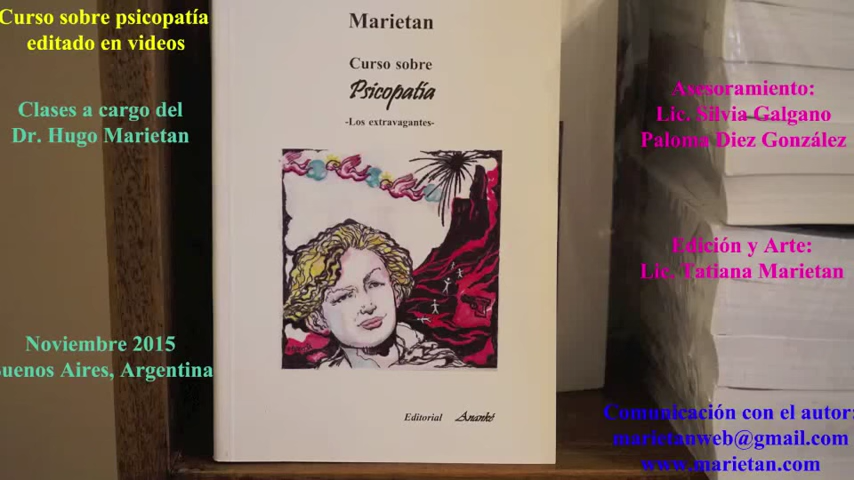 Curso sobre psicopatía
editado en videos
Clases a cargo del
Dr. Hugo Marietan
Noviembre 2015
uenos Aires, Argentina
Marietan
Curso sobre
Psicopatía
-Los extravagantes-
Editorial Ananké
Asesoramiento:
Lic. Silvia Galgano
Paloma Diez González
Edición y Arte:
Lic. Tatiana Marietan
Comunicación con el autor:
marietanweb@gmail.com
www.marietan.com